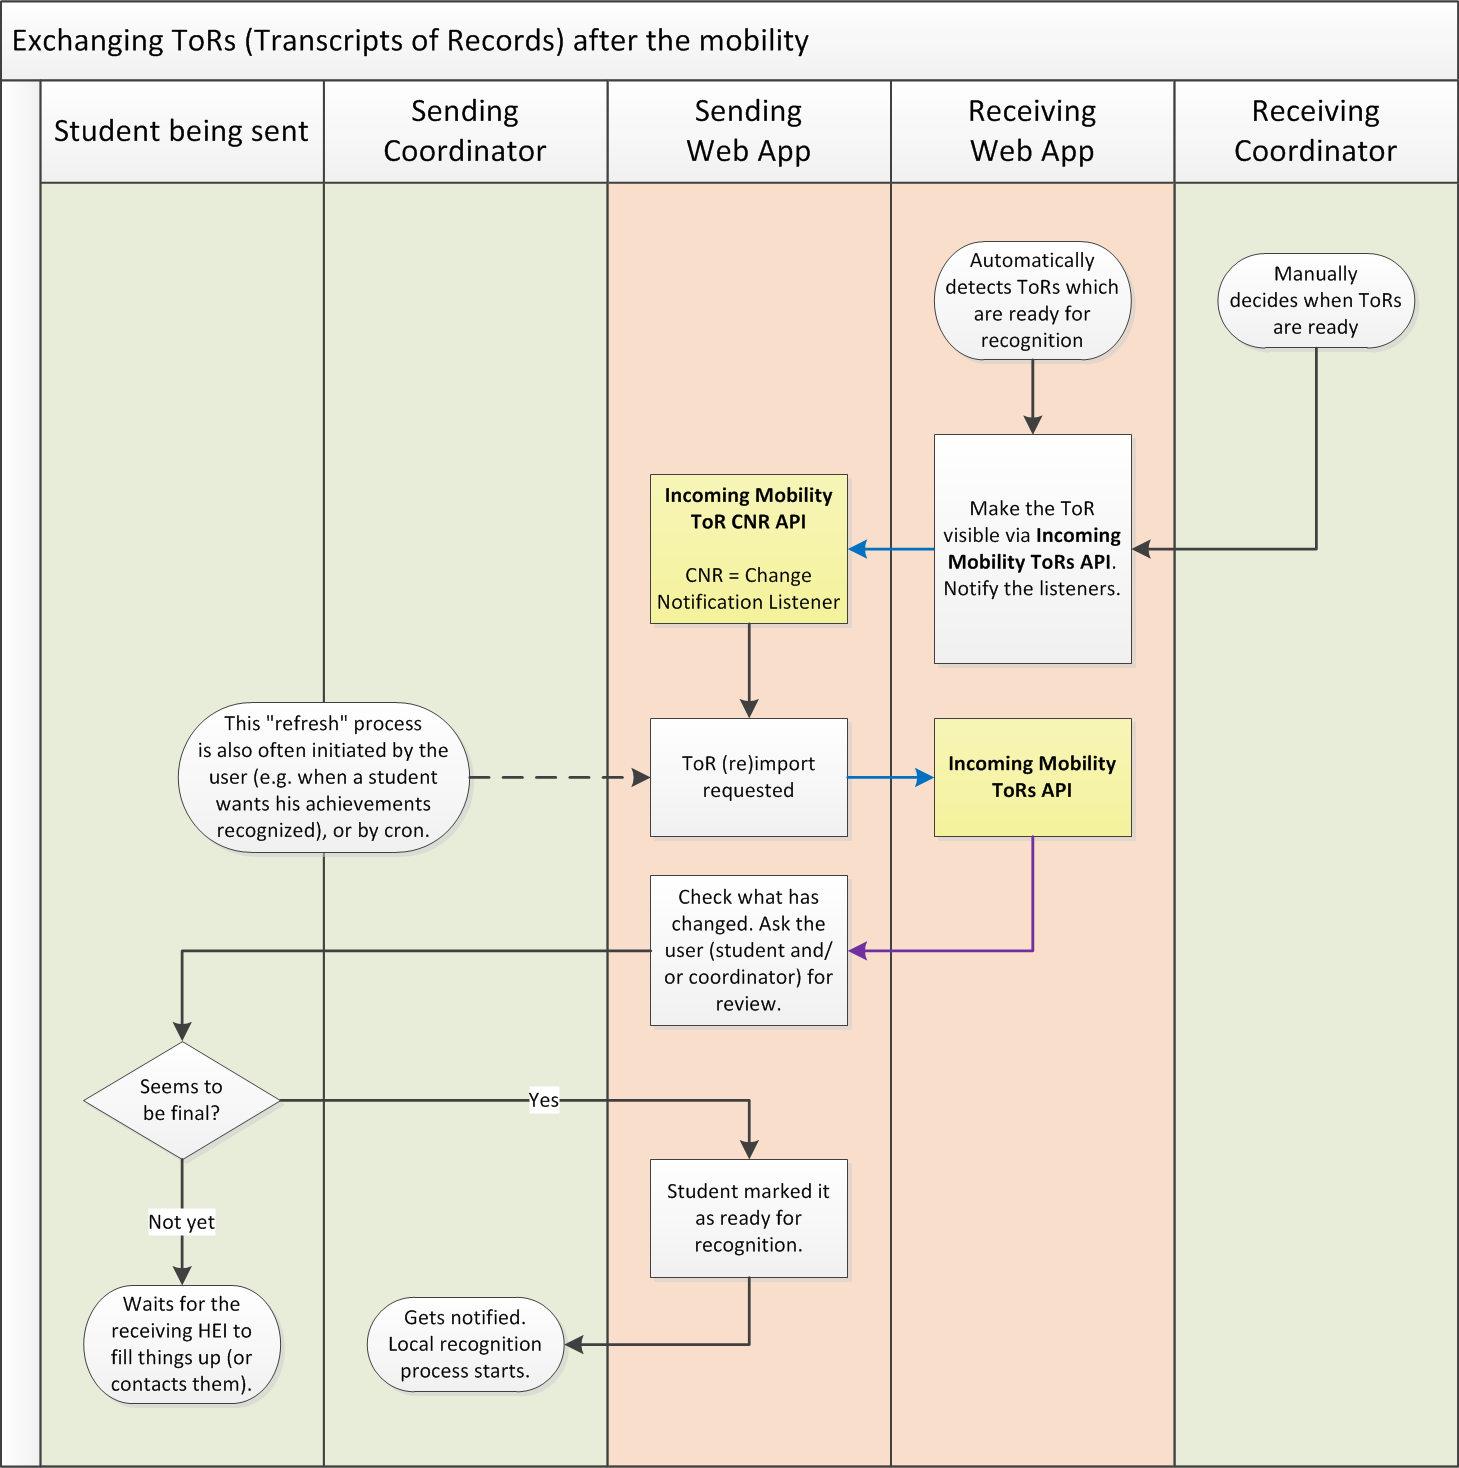 Exchanging ToRs (Transcripts of Records) after the mobility
Student being sent
Sending
Coordinator
Sending
Web App
Receiving
Web App
Receiving
Coordinator
Automatically
detects ToRs which
are ready for
recognition
Manually
decides when ToRs
are ready
Make the ToR
visible via Incoming
Mobility ToRs API.
Notify the listeners.
Incoming Mobility
ToR CNR API
CNR = Change
Notification Listener
This "refresh" process
is also often initiated by the
user (e.g. when a student
wants his achievements
recognized), or by cron.
ToR (re)import
requested
Incoming Mobility
ToRs API
Check what has
changed. Ask the
user (student and/
or coordinator) for
review.
Seems to
be final?
Yes
Student marked it
as ready for
recognition.
Not yet
Waits for the
receiving HEI to
fill things up (or
contacts them).
Gets notified.
Local recognition
process starts.